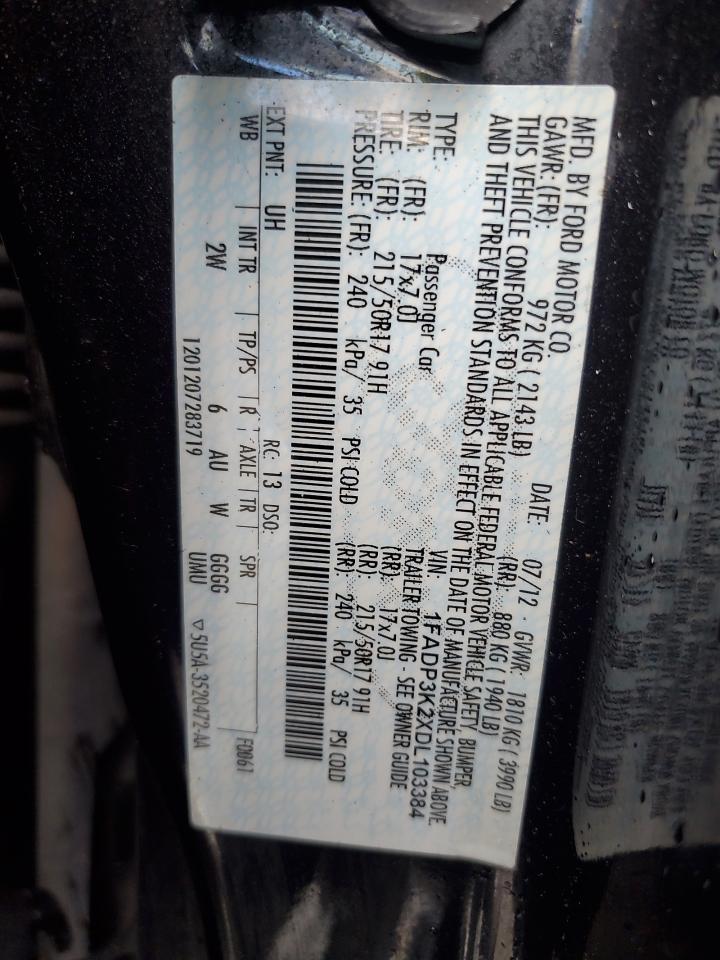 MFD. BY FORD MOTOR CO. DATE: 07/12 GVWR: 1810 KG ( 3990 LB)
GAWR: (FR): 972 KG ( 2143 LB) (RR): 880 KG ( 1940 LB)
THIS VEHICLE CONFORMS TO ALL APPLICABLE FEDERAL MOTOR VEHICLE SAFETY, BUMPER,
AND THEFT PREVENTION STANDARDS IN EFFECT ON THE DATE OF MANUFACTURE SHOWN ABOVE.
VIN: 1FADP3K2XDL103384
TYPE: Passenger Car TRAILER TOWING - SEE OWNER GUIDE
RIM: (FR): 17x7.0J (RR): 17x7.0J
TIRE: (FR): 215/50R17 91H (RR): 215/50R17 91H
PRESSURE: (FR): 240 kPa/ 35 PSI COLD (RR): 240 kPa/ 35 PSI COLD
EXT PNT: UH RC: 13 DSO:
WB INT TR TP/PS R AXLE TR SPR F0061
2W 6 AU W GGGG
1201207283719 UMU ▽5U5A-3520472-AA